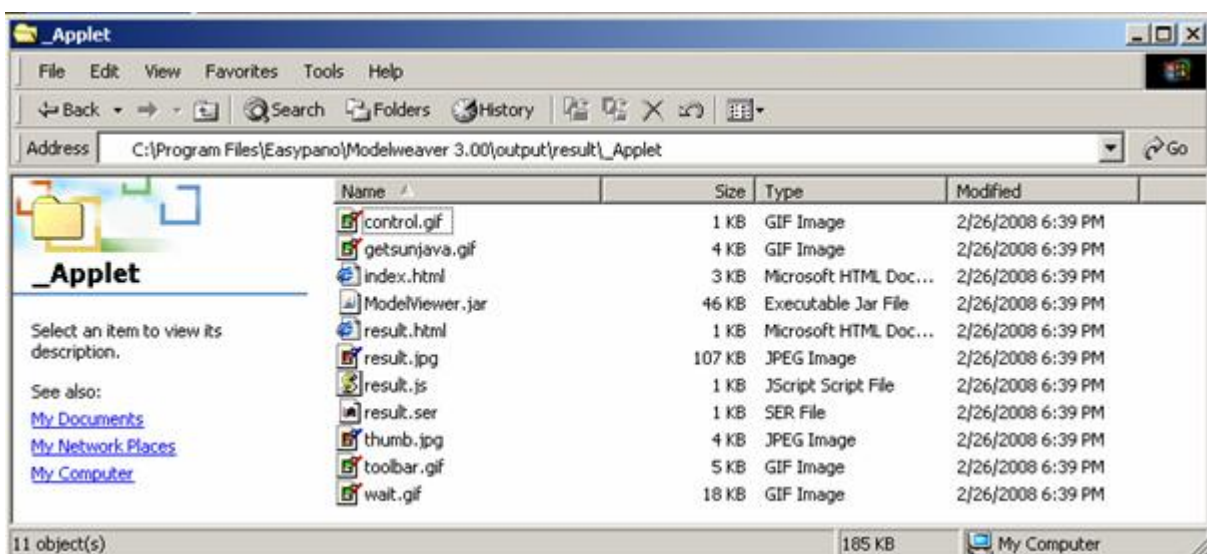 _Applet
File Edit View Favorites Tools Help
Back Search Folders History
Address C:\Program Files\Easypano\Modelweaver 3.00\output\result\_Applet Go
Name Size Type Modified
control.gif 1 KB GIF Image 2/26/2008 6:39 PM
getsunjava.gif 4 KB GIF Image 2/26/2008 6:39 PM
index.html 3 KB Microsoft HTML Doc... 2/26/2008 6:39 PM
ModelViewer.jar 46 KB Executable Jar File 2/26/2008 6:39 PM
result.html 1 KB Microsoft HTML Doc... 2/26/2008 6:39 PM
result.jpg 107 KB JPEG Image 2/26/2008 6:39 PM
result.js 1 KB JScript Script File 2/26/2008 6:39 PM
result.ser 1 KB SER File 2/26/2008 6:39 PM
thumb.jpg 4 KB JPEG Image 2/26/2008 6:39 PM
toolbar.gif 5 KB GIF Image 2/26/2008 6:39 PM
wait.gif 18 KB GIF Image 2/26/2008 6:39 PM
_Applet
Select an item to view its
description.
See also:
My Documents
My Network Places
My Computer
11 object(s) 185 KB My Computer